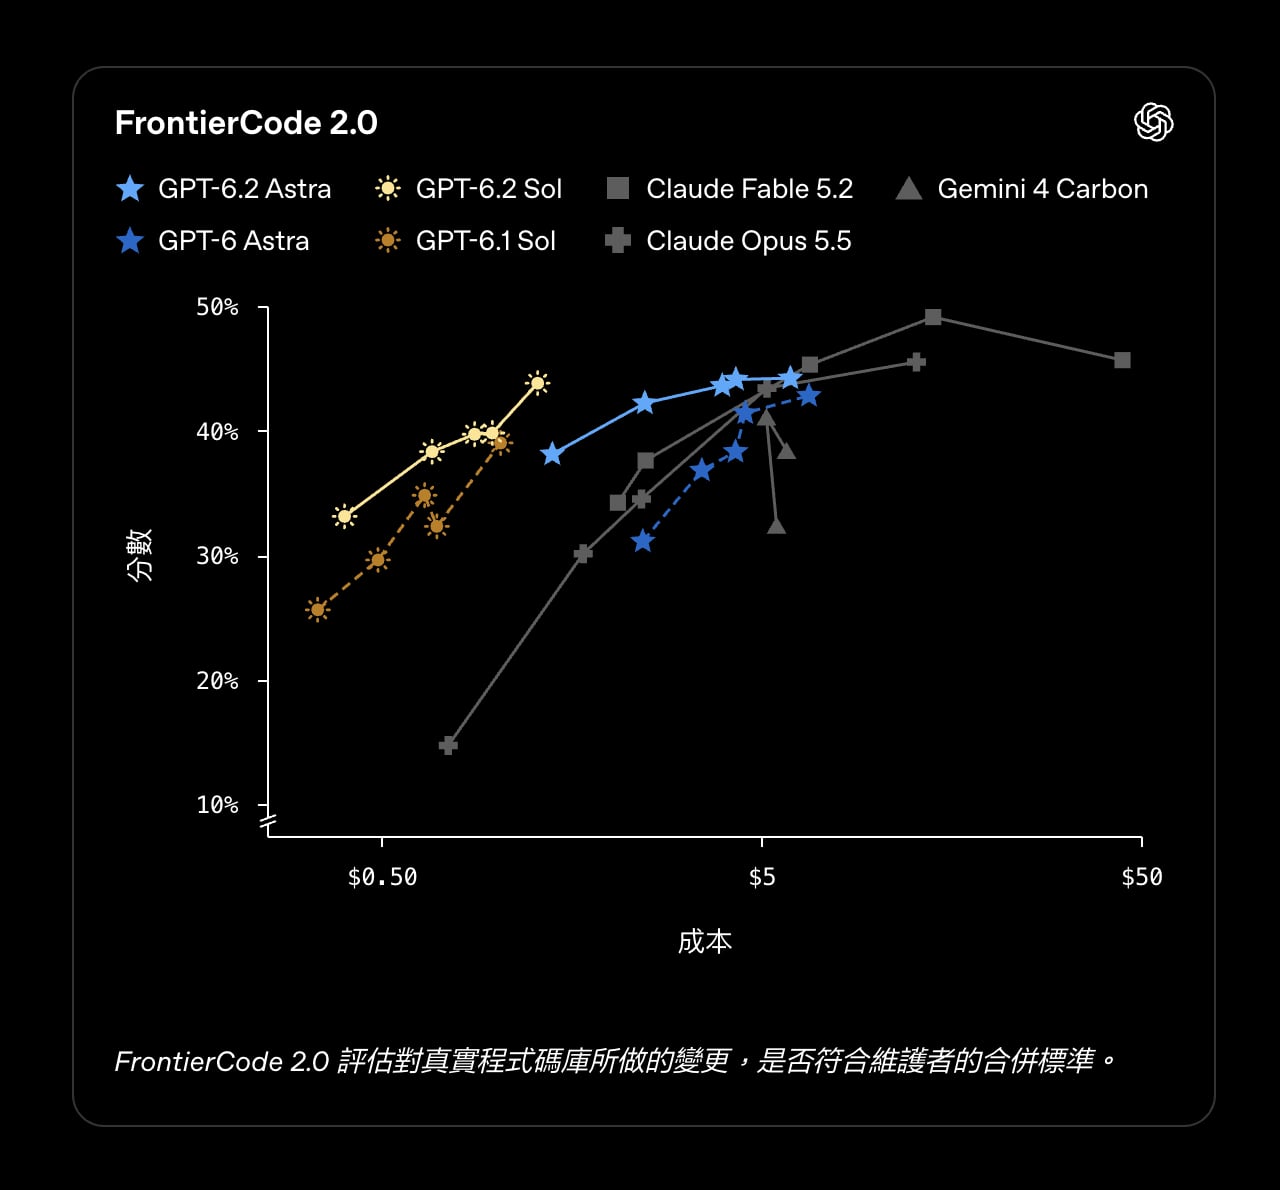 FrontierCode 2.0
GPT-6.2 Astra
GPT-6.2 Sol
Claude Fable 5.2
Gemini 4 Carbon
GPT-6 Astra
GPT-6.1 Sol
Claude Opus 5.5
50%
40%
30%
20%
10%
分數
$0.50
$5
$50
成本
FrontierCode 2.0 評估對真實程式碼庫所做的變更，是否符合維護者的合併標準。